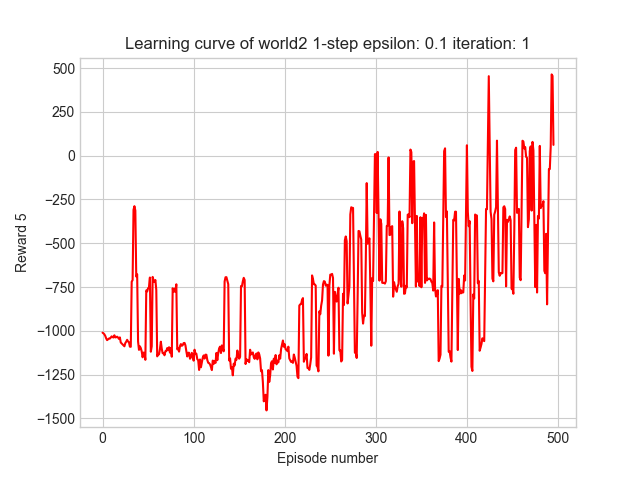 Learning curve of world2 1-step epsilon: 0.1 iteration: 1
500
250
0
−250
−500
−750
−1000
−1250
−1500
Reward 5
0 100 200 300 400 500
Episode number